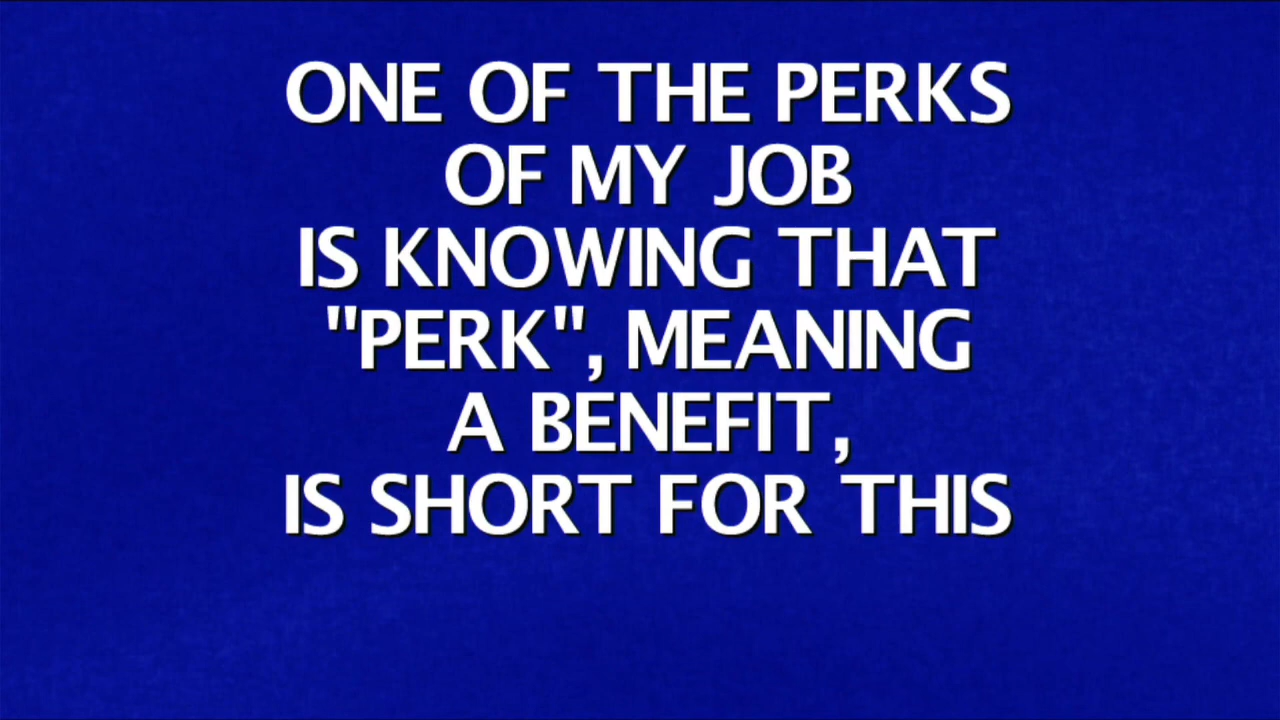 ONE OF THE PERKS
OF MY JOB
IS KNOWING THAT
"PERK", MEANING
A BENEFIT,
IS SHORT FOR THIS